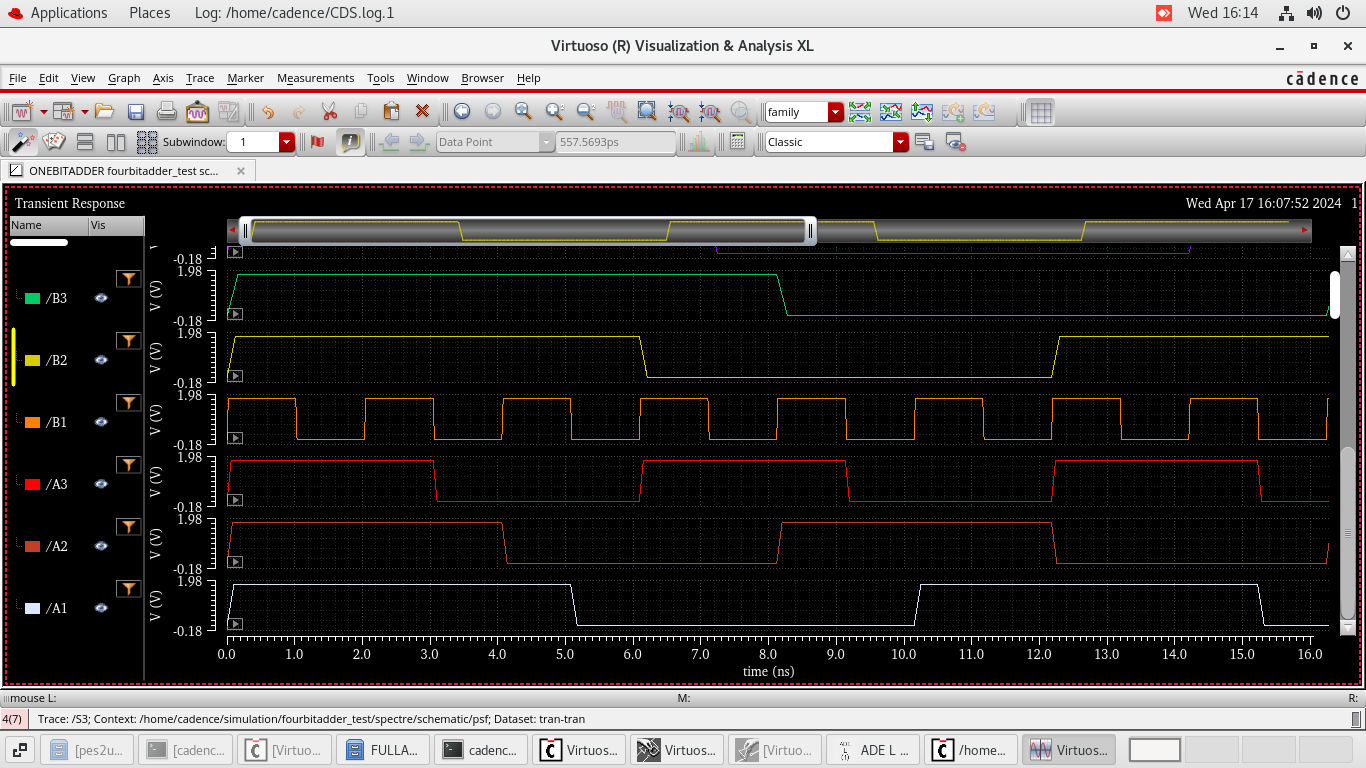 Applications Places Log: /home/cadence/CDS.log.1 Wed 16:14
Virtuoso (R) Visualization & Analysis XL
File Edit View Graph Axis Trace Marker Measurements Tools Window Browser Help cādence
family
Subwindow: 1 Data Point 557.5693ps Classic
ONEBITADDER fourbitadder_test sc...
Transient Response Wed Apr 17 16:07:52 2024 1
Name Vis
-0.18
1.98
/B3 V (V)
-0.18
1.98
/B2 V (V)
-0.18
1.98
/B1 V (V)
-0.18
1.98
/A3 V (V)
-0.18
1.98
/A2 V (V)
-0.18
1.98
/A1 V (V)
-0.18
0.0 1.0 2.0 3.0 4.0 5.0 6.0 7.0 8.0 9.0 10.0 11.0 12.0 13.0 14.0 15.0 16.0
time (ns)
mouse L: M: R:
4(7) Trace: /S3; Context: /home/cadence/simulation/fourbitadder_test/spectre/schematic/psf; Dataset: tran-tran
[pes2u... [cadenc... [Virtuo... FULLA... cadenc... Virtuos... Virtuos... [Virtuo... ADE L ... /home... Virtuos...